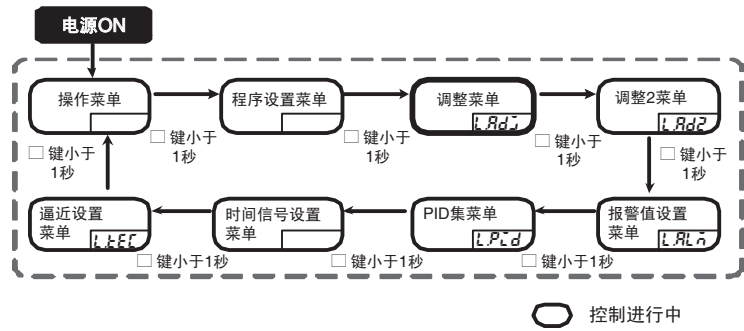 电源ON
操作菜单
程序设置菜单
调整菜单
L.Adj
调整2菜单
L.Ad2
□ 键小于
1秒
□ 键小于
1秒
□ 键小于
1秒
□ 键小于
1秒
逼近设置
菜单
L.tEC
时间信号设置
菜单
PID集菜单
L.Pid
报警值设置
菜单
L.ALm
□ 键小于1秒
□ 键小于1秒
□ 键小于1秒
控制进行中